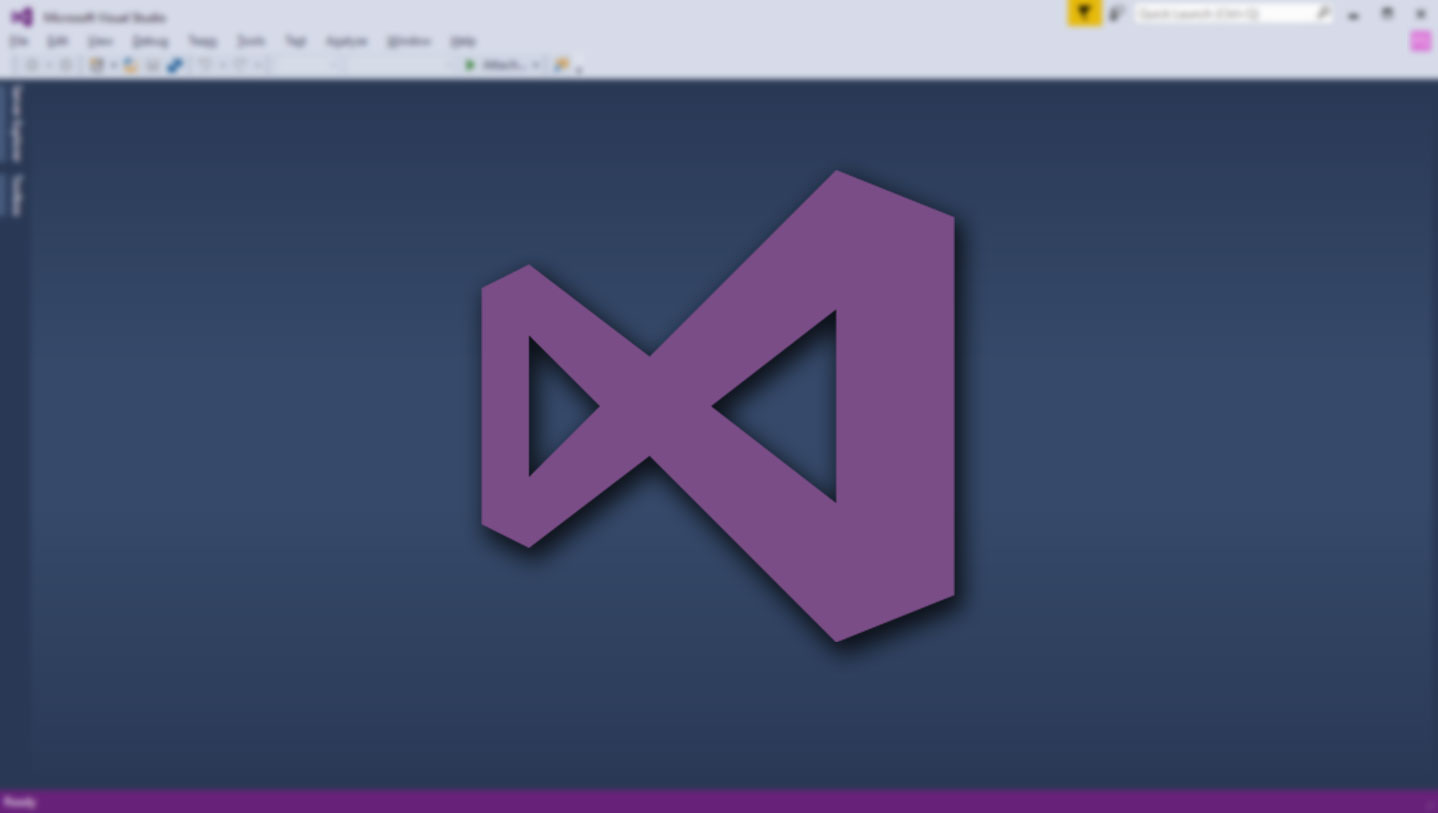 Microsoft Visual Studio
Quick Launch (Ctrl+Q)
File Edit View Debug Team Tools Test Analyze Window Help
Attach...
Server Explorer
Toolbox
Ready